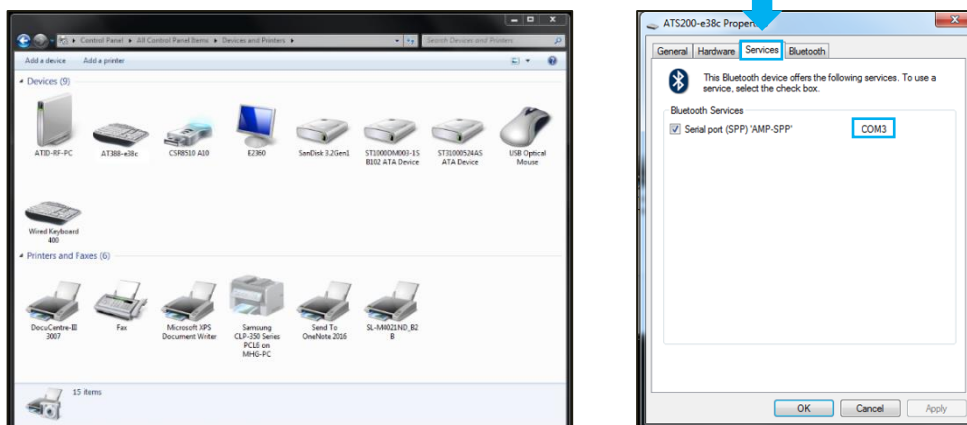 Control Panel ▸ All Control Panel Items ▸ Devices and Printers ▸
Search Devices and Printers
Add a device Add a printer
Devices (9)
ATID-RF-PC
AT388-e38c
CSR8510 A10
E2360
SanDisk 3.2Gen1
ST1000DM003-1S
B102 ATA Device
ST31000524AS
ATA Device
USB Optical
Mouse
Wired Keyboard
400
Printers and Faxes (6)
DocuCentre-III
3007
Fax
Microsoft XPS
Document Writer
Samsung
CLP-350 Series
PCL6 on
MHG-PC
Send To
OneNote 2016
SL-M4021ND_B2
B
15 items
ATS200-e38c
General Hardware Services Bluetooth
This Bluetooth device offers the following services. To use a
service, select the check box.
Bluetooth Services
Serial port (SPP) 'AMP-SPP' COM3
OK Cancel Apply